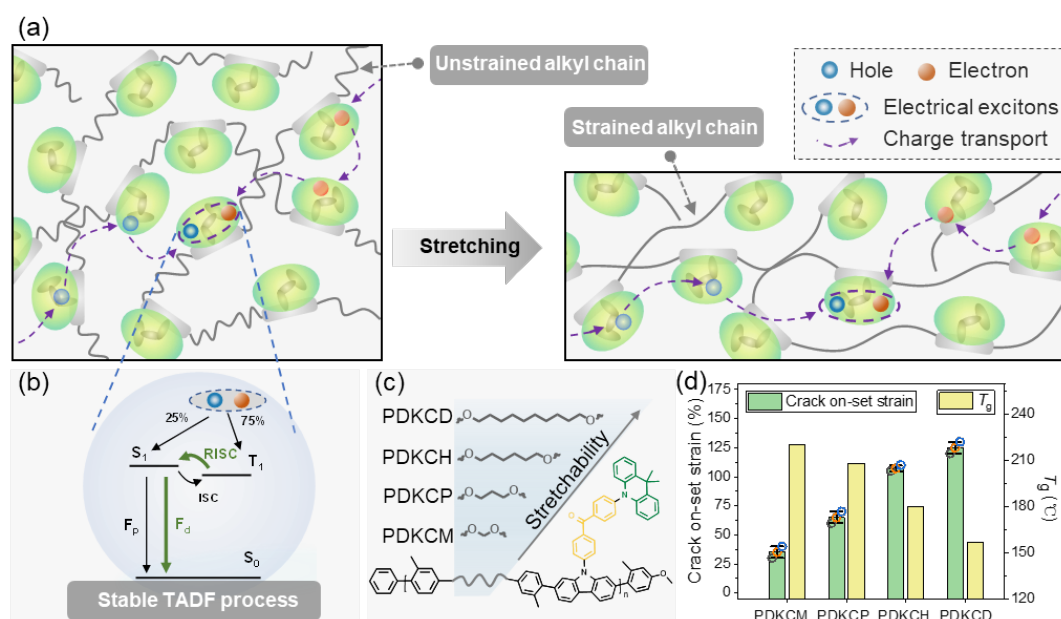 (a)
Unstrained alkyl chain
Hole
Electron
Electrical excitons
Charge transport
Strained alkyl chain
Stretching
(b)
25%
75%
S1
RISC
T1
ISC
Fp
Fd
S0
Stable TADF process
(c)
PDKCD
PDKCH
PDKCP
PDKCM
Stretchability
O
O
O
O
O
O
O
O
N
O
N
n
O
(d)
Crack on-set strain
Tg
Crack on-set strain (%)
175
150
125
100
75
50
25
0
Tg (℃)
240
210
180
150
120
PDKCM
PDKCP
PDKCH
PDKCD